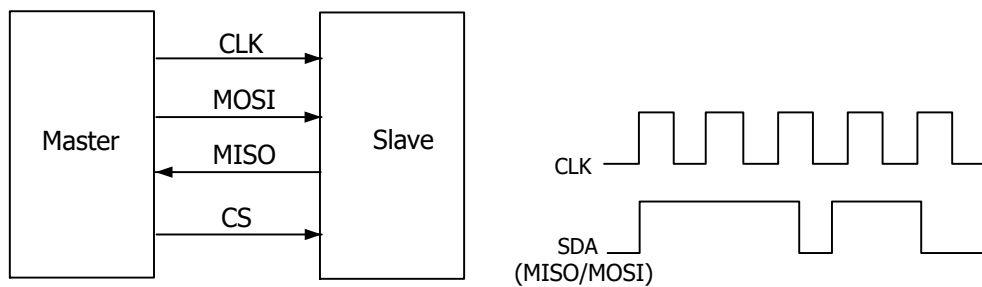 Master
CLK
MOSI
MISO
CS
Slave
CLK
SDA
(MISO/MOSI)